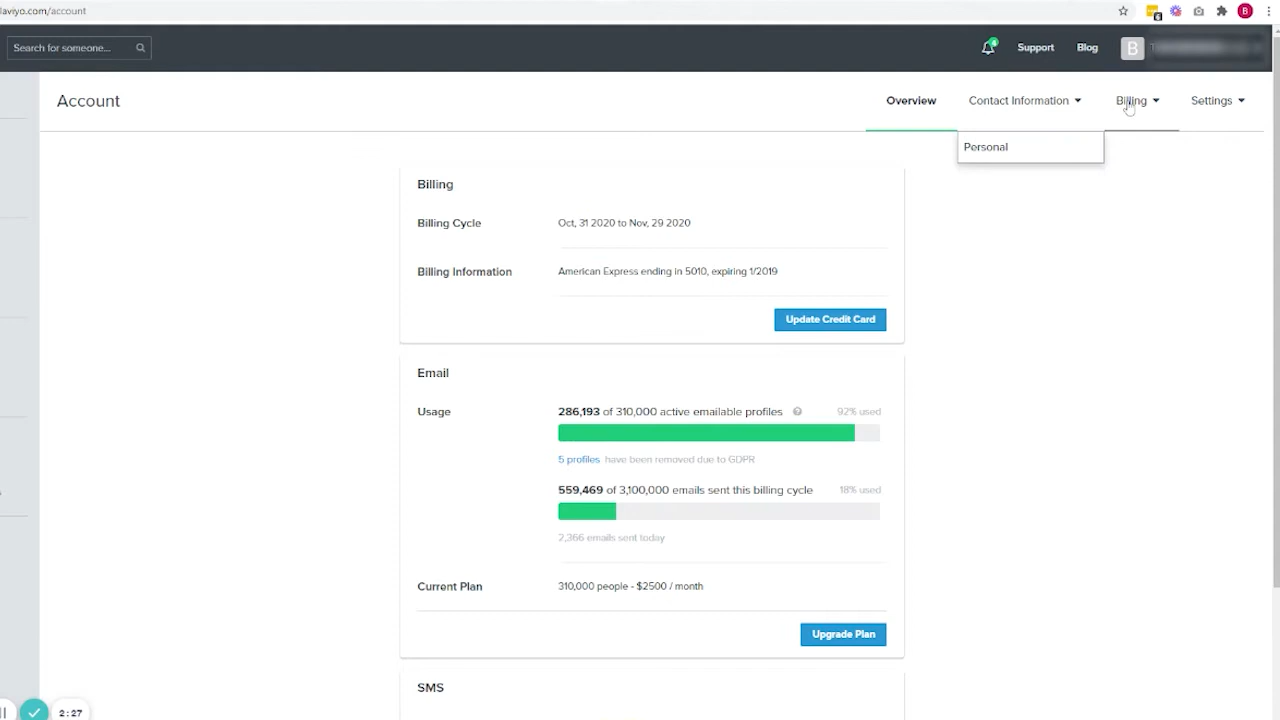 laviyo.com/account
6
B
Search for someone...
Support
Blog
B
Account
Overview
Contact Information
Billing
Settings
Personal
Billing
Billing Cycle
Oct, 31 2020 to Nov, 29 2020
Billing Information
American Express ending in 5010, expiring 1/2019
Update Credit Card
Email
Usage
286,193 of 310,000 active emailable profiles
92% used
5 profiles have been removed due to GDPR
559,469 of 3,100,000 emails sent this billing cycle
18% used
2,366 emails sent today
Current Plan
310,000 people - $2500 / month
Upgrade Plan
SMS
2:27